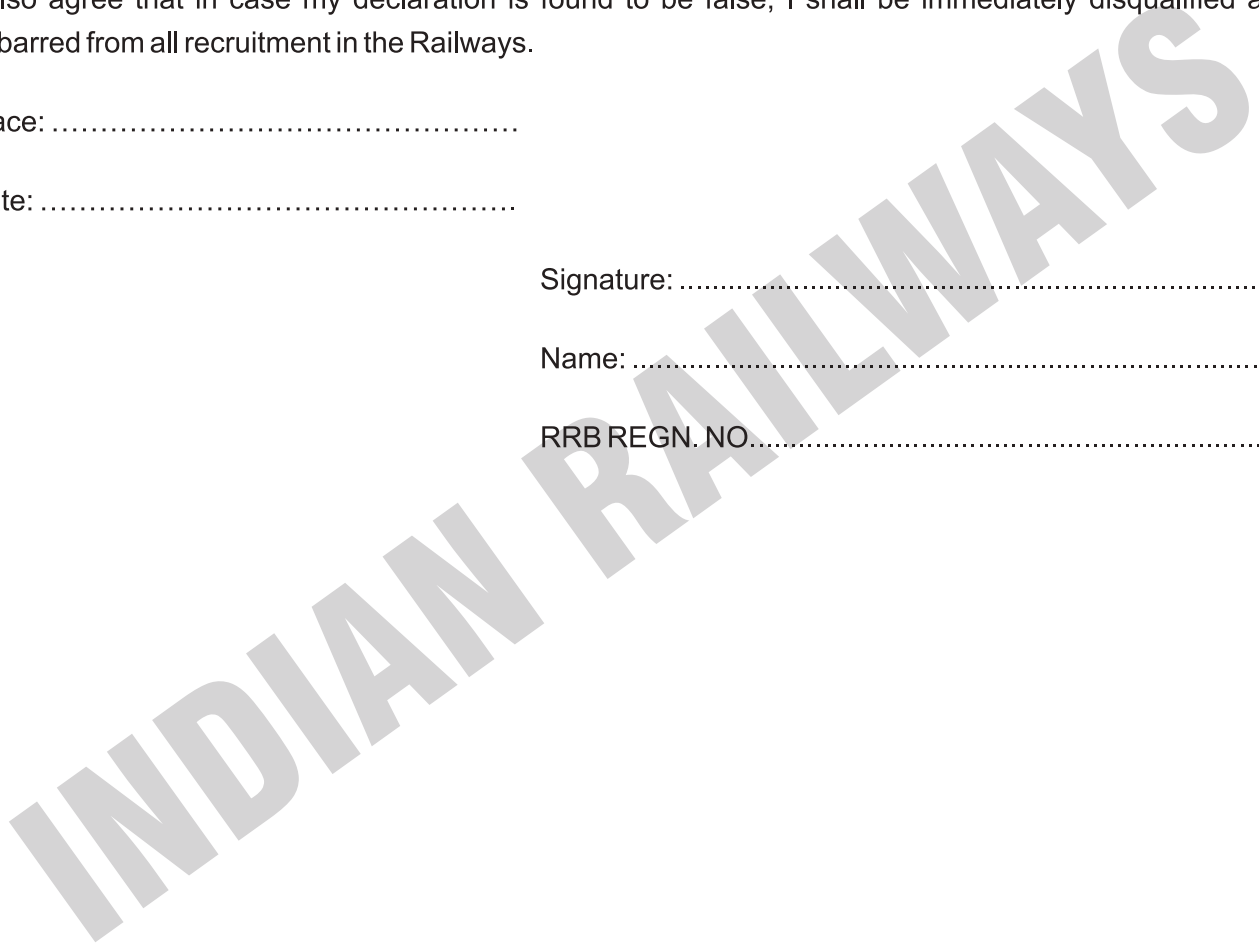 lso agree that in case my declaration is found to be false, I shall be immediately disqualified a
barred from all recruitment in the Railways.
ace: ................................................
te: ................................................
Signature: ......................................................................
Name: ............................................................................
RRB REGN. NO...............................................................
INDIAN RAILWAYS